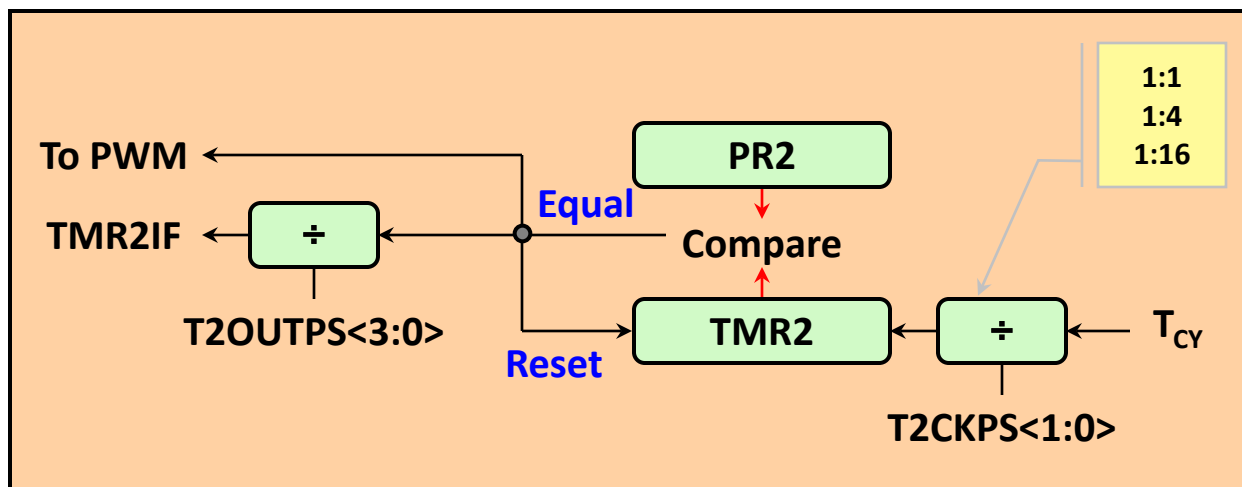 1:1
1:4
1:16
To PWM
PR2
Equal
TMR2IF
÷
Compare
T2OUTPS<3:0>
TMR2
÷
TCY
Reset
T2CKPS<1:0>